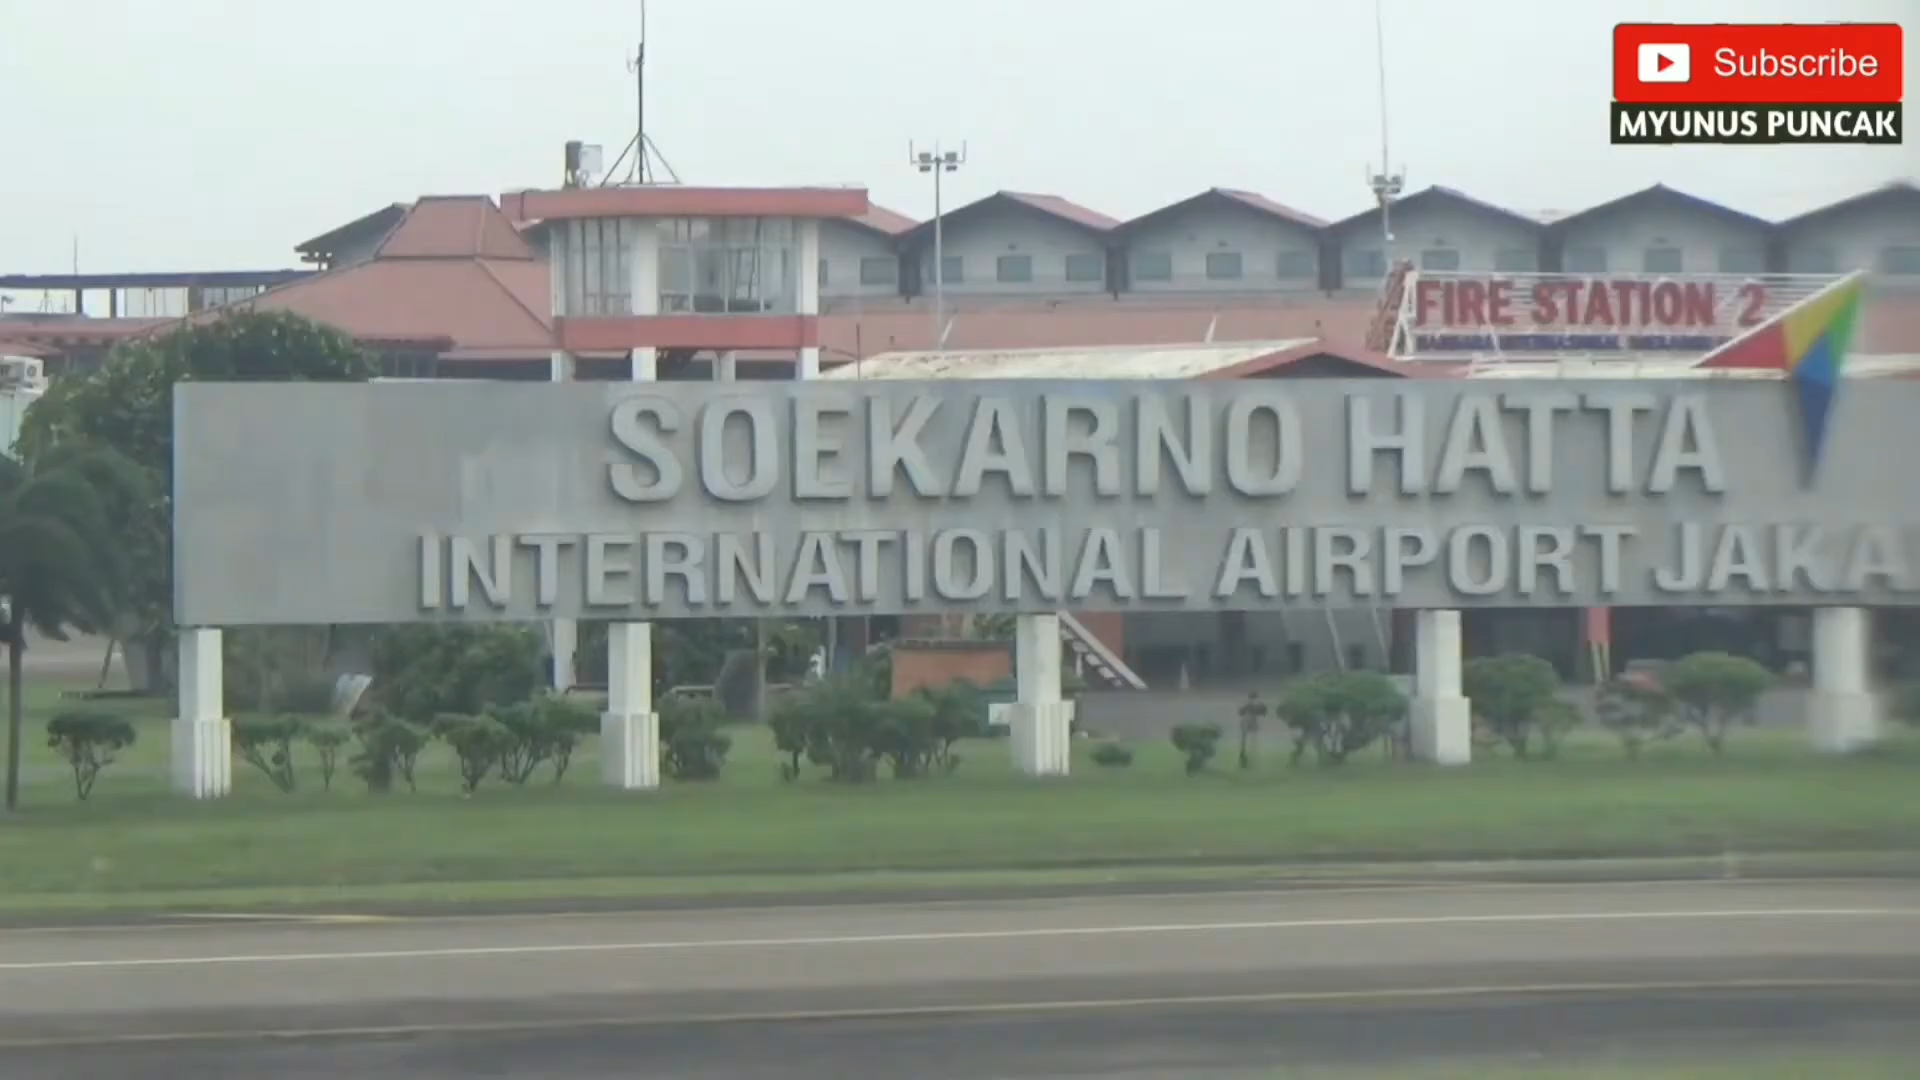 Subscribe
MYUNUS PUNCAK
FIRE STATION 2
SOEKARNO HATTA
INTERNATIONAL AIRPORT JAKA